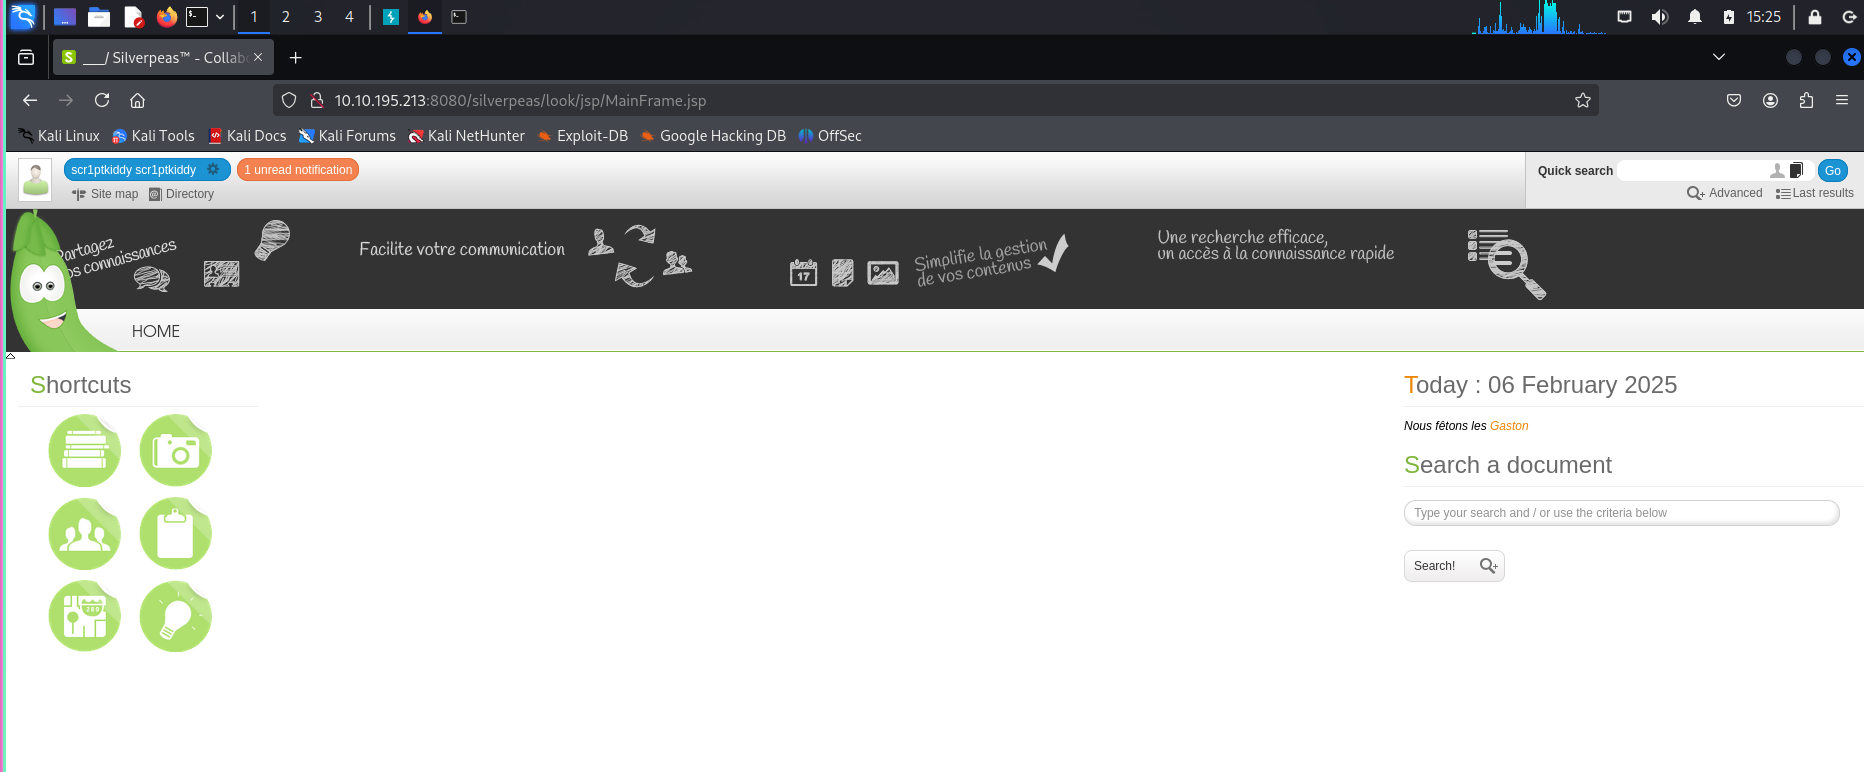 1 2 3 4 15:25
___/ Silverpeas™ - Collab
10.10.195.213:8080/silverpeas/look/jsp/MainFrame.jsp
Kali Linux Kali Tools Kali Docs Kali Forums Kali NetHunter Exploit-DB Google Hacking DB OffSec
scr1ptkiddy scr1ptkiddy 1 unread notification Quick search Go
Site map Directory Advanced Last results
Partagez
vos connaissances
Facilite votre communication
17
Simplifie la gestion
de vos contenus
Une recherche efficace,
un accès à la connaissance rapide
HOME
Shortcuts
Today : 06 February 2025
Nous fêtons les Gaston
Search a document
Type your search and / or use the criteria below
Search!